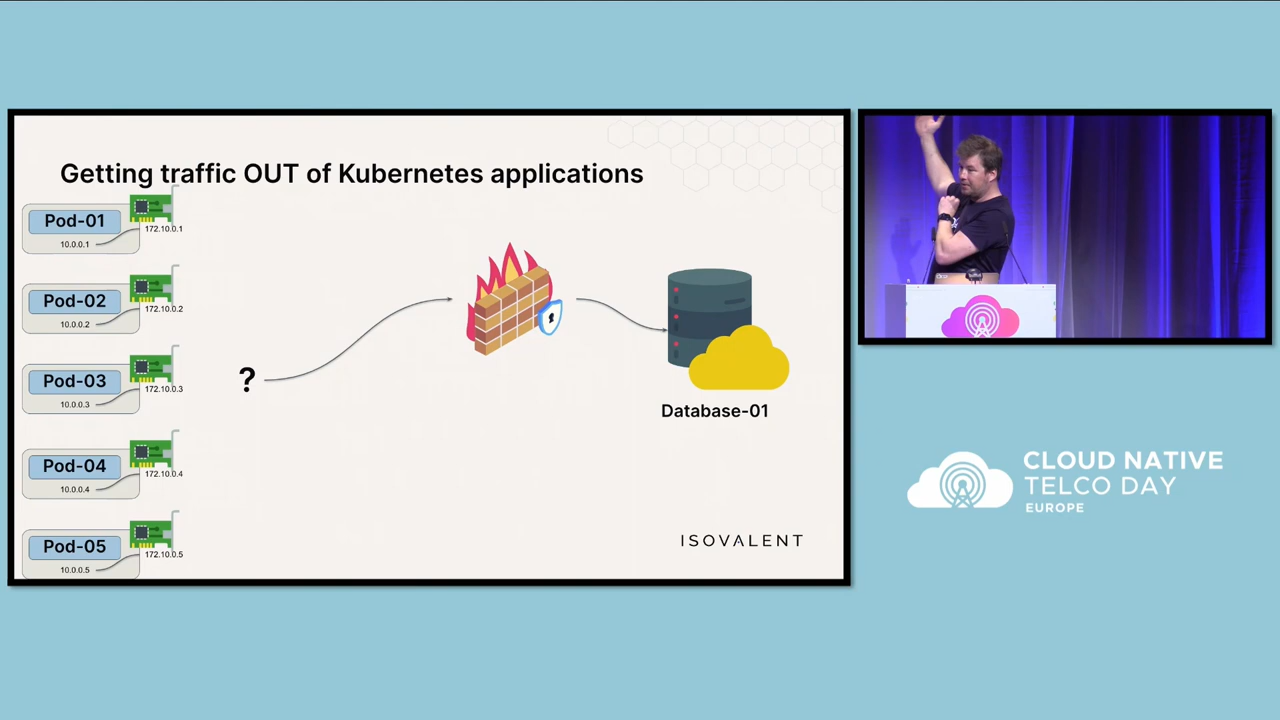 Getting traffic OUT of Kubernetes applications
Pod-01
10.0.0.1
172.10.0.1
Pod-02
10.0.0.2
172.10.0.2
Pod-03
10.0.0.3
172.10.0.3
?
Pod-04
10.0.0.4
172.10.0.4
Pod-05
10.0.0.5
172.10.0.5
Database-01
ISOVALENT
CLOUD NATIVE
TELCO DAY
EUROPE